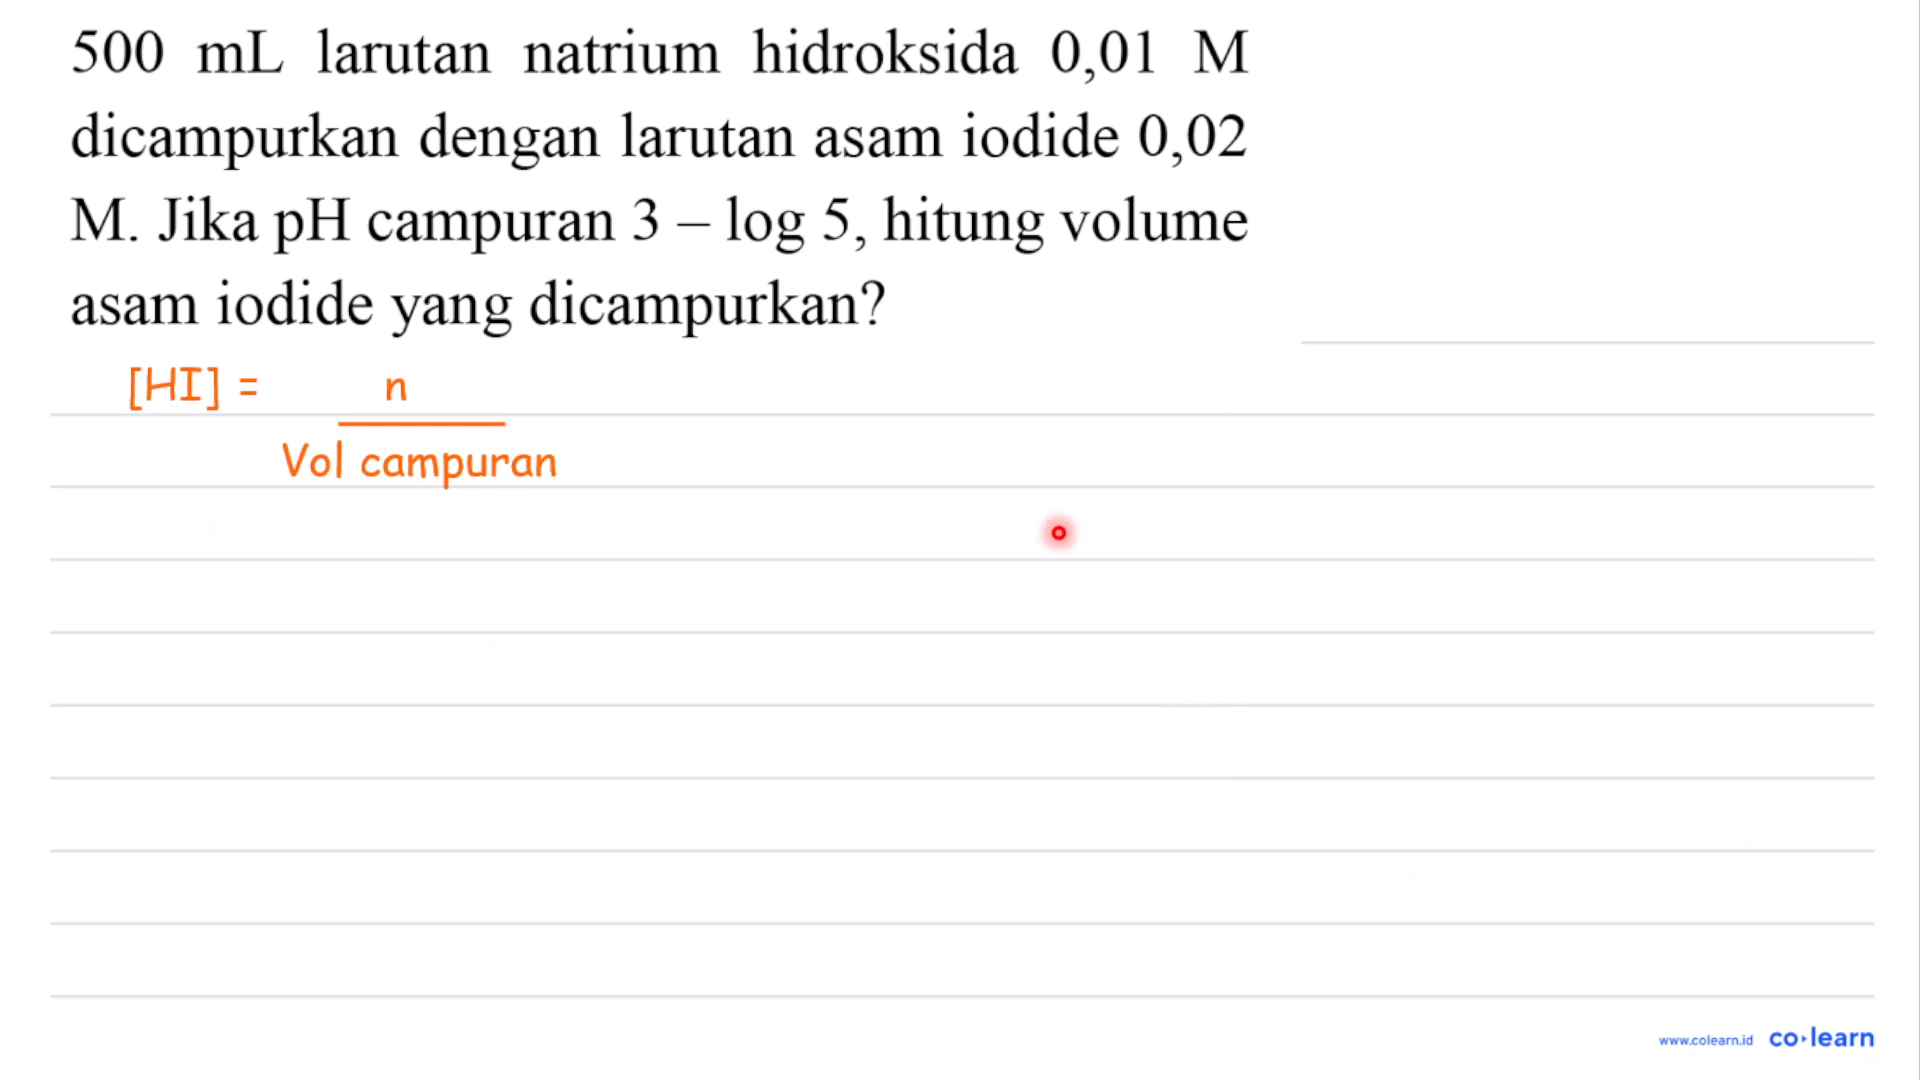 500 mL larutan natrium hidroksida 0,01 M
dicampurkan dengan larutan asam iodide 0,02
M. Jika pH campuran 3 – log 5, hitung volume
asam iodide yang dicampurkan?
[HI] = n
Vol campuran
www.colearn.id co·learn